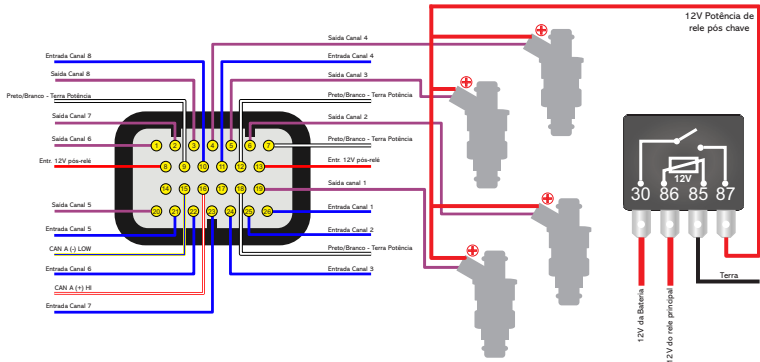 Saída Canal 4
12V Potência de
rele pós chave
Entrada Canal 8
Entrada Canal 4
Saída Canal 8
Saída Canal 3
Preto/Branco - Terra Potência
Preto/Branco - Terra Potência
Saída Canal 7
Saída Canal 2
Saída Canal 6
Preto/Branco - Terra Potência
1 2 3 4 5 6 7
Entr. 12V pós-relé
Entr. 12V pós-relé
8 9 10 11 12 13
14 15 16 17 18 19
Saída canal 1
12V
30 86 85 87
Saída Canal 5
Entrada Canal 1
20 21 22 23 24 25 26
Entrada Canal 5
Entrada Canal 2
CAN A (-) LOW
Preto/Branco - Terra Potência
Entrada Canal 6
Entrada Canal 3
CAN A (+) HI
Entrada Canal 7
Terra
12V da Bateria
12V do rele principal